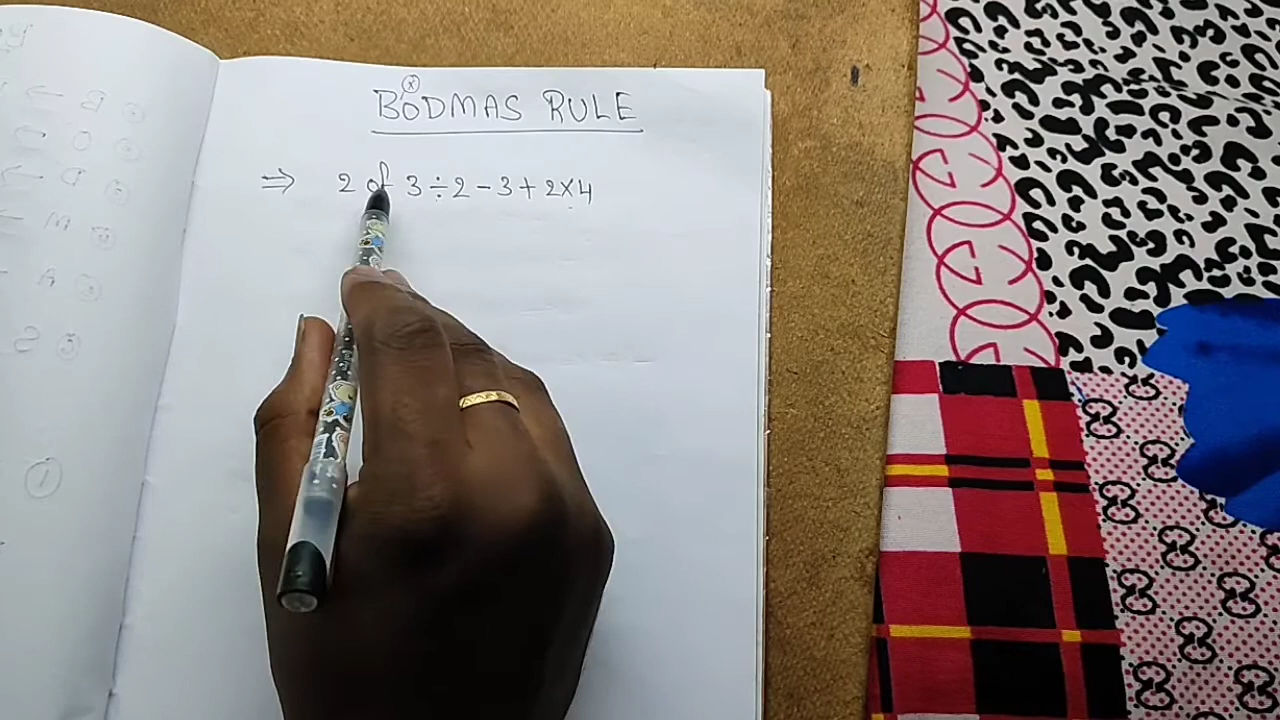 (x)
BODMAS RULE
⇒ 2 of 3 ÷ 2 - 3 + 2 x 4